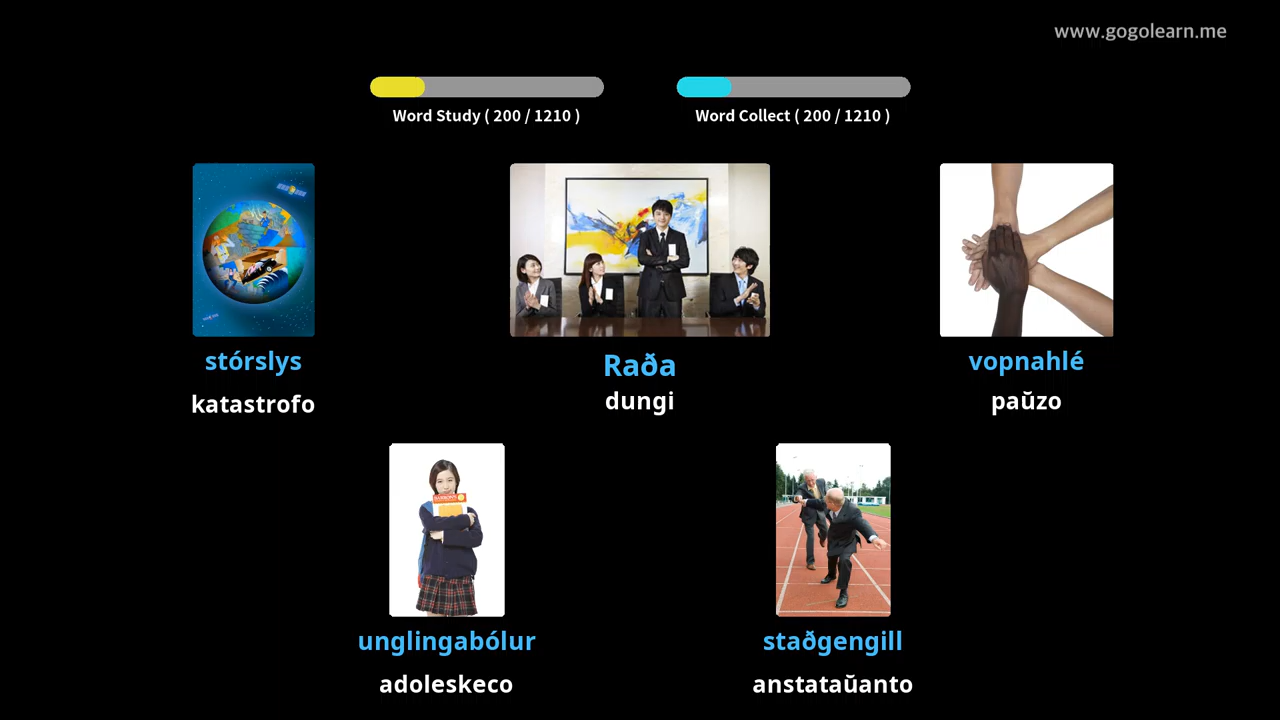 www.gogolearn.me
Word Study ( 200 / 1210 )
Word Collect ( 200 / 1210 )
stórslys
katastrofo
Raða
dungi
vopnahlé
paŭzo
unglingabólur
adoleskeco
staðgengill
anstataŭanto